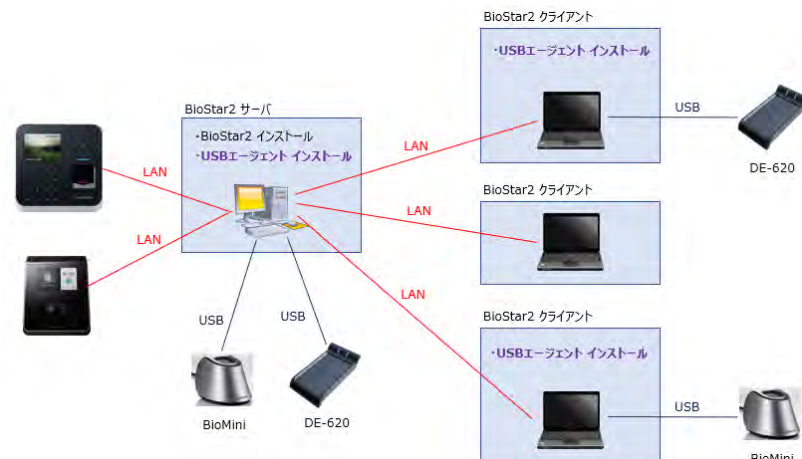 BioStar2 クライアント
・USBエージェント インストール
USB
DE-620
BioStar2 サーバ
・BioStar2 インストール
・USBエージェント インストール
LAN
LAN
LAN
BioStar2 クライアント
LAN
LAN
USB
USB
BioMini
DE-620
BioStar2 クライアント
・USBエージェント インストール
USB
BioMini